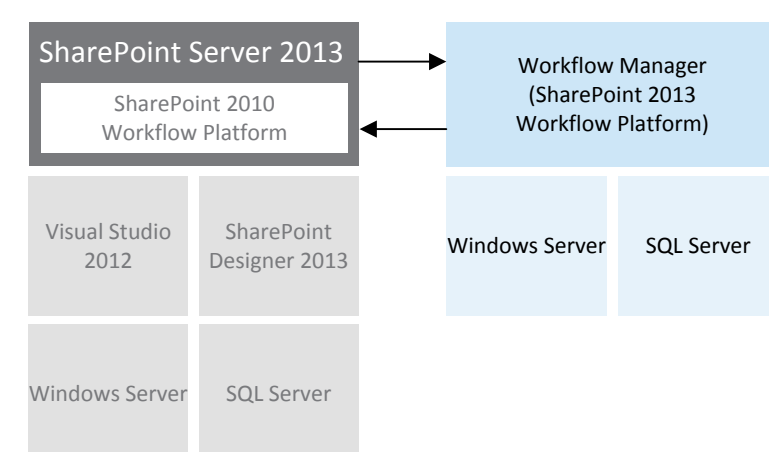 SharePoint Server 2013
SharePoint 2010
Workflow Platform
Workflow Manager
(SharePoint 2013
Workflow Platform)
Visual Studio
2012
SharePoint
Designer 2013
Windows Server
SQL Server
Windows Server
SQL Server